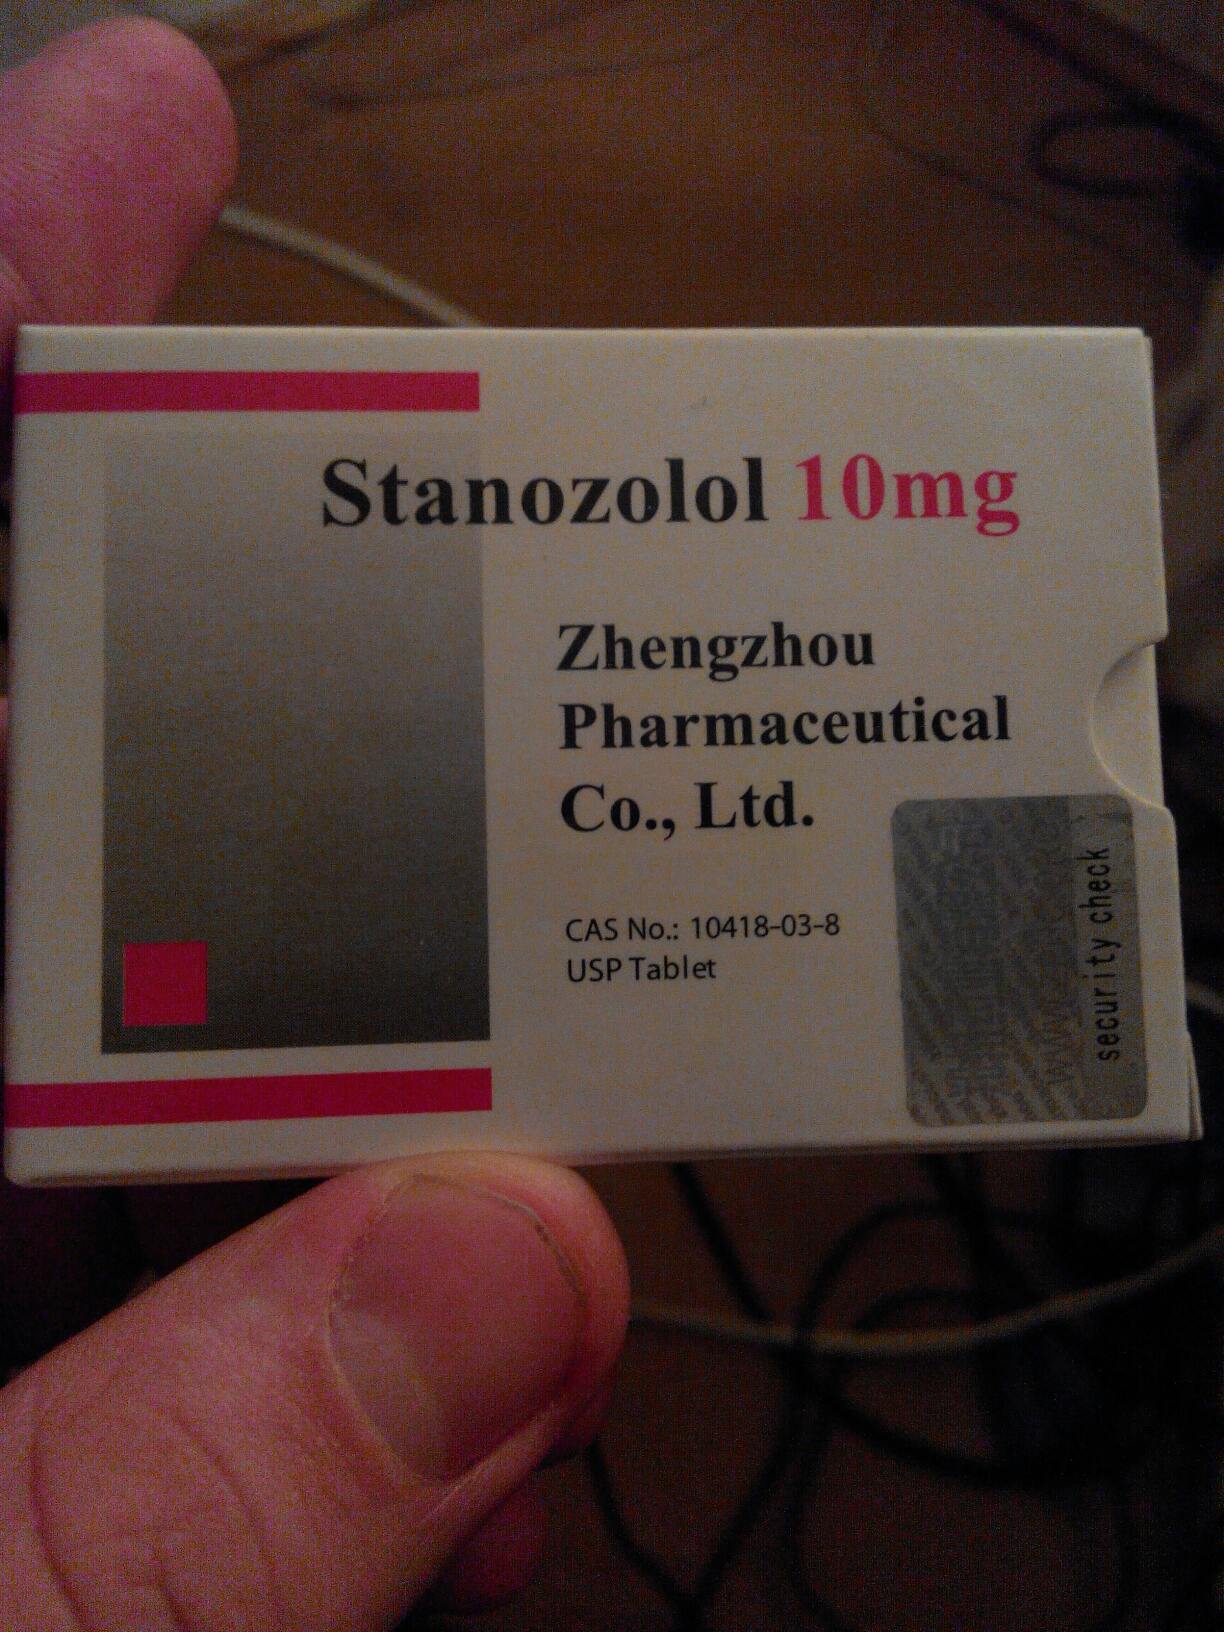 Stanozolol 10mg
Zhengzhou
Pharmaceutical
Co., Ltd.
CAS No.: 10418-03-8
USP Tablet
security check